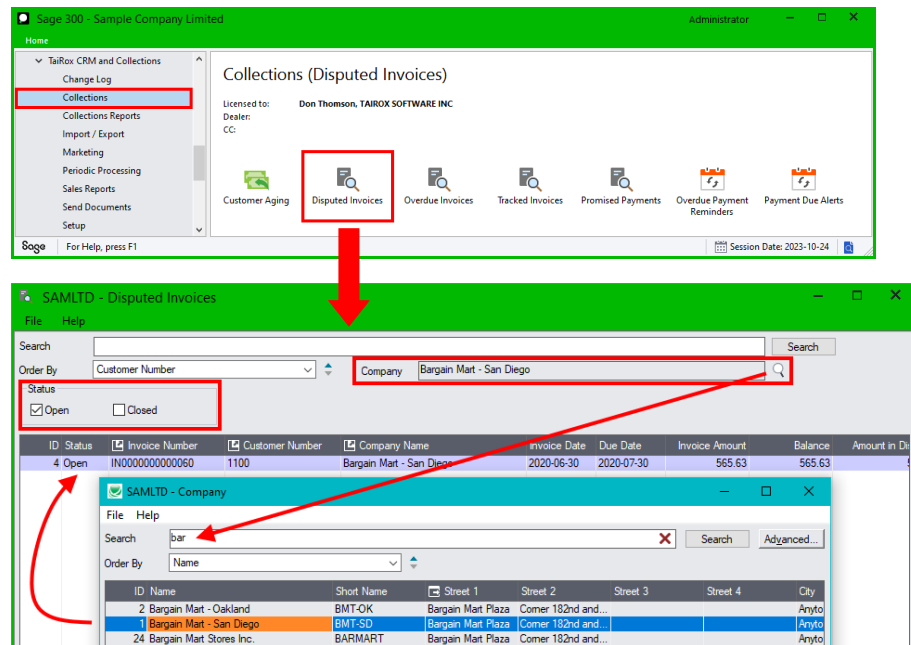 Sage 300 - Sample Company Limited
Administrator
Home
TaiRox CRM and Collections
Change Log
Collections
Collections Reports
Import / Export
Marketing
Periodic Processing
Sales Reports
Send Documents
Setup
Collections (Disputed Invoices)
Licensed to: Don Thomson, TAIROX SOFTWARE INC
Dealer:
CC:
Customer Aging Disputed Invoices Overdue Invoices Tracked Invoices Promised Payments Overdue Payment Reminders Payment Due Alerts
Sage For Help, press F1 Session Date: 2023-10-24
SAMLTD - Disputed Invoices
File Help
Search Search
Order By Customer Number Company Bargain Mart - San Diego
Status
Open Closed
ID Status Invoice Number Customer Number Company Name Invoice Date Due Date Invoice Amount Balance Amount in Dis
4 Open IN0000000000060 1100 Bargain Mart - San Diego 2020-06-30 2020-07-30 565.63 565.63
SAMLTD - Company
File Help
Search bar Search Advanced...
Order By Name
ID Name Short Name Street 1 Street 2 Street 3 Street 4 City
2 Bargain Mart - Oakland BMT-OK Bargain Mart Plaza Corner 182nd and... Anyto
1 Bargain Mart - San Diego BMT-SD Bargain Mart Plaza Corner 182nd and... Anyto
24 Bargain Mart Stores Inc. BARMART Bargain Mart Plaza Corner 182nd and... Anyto